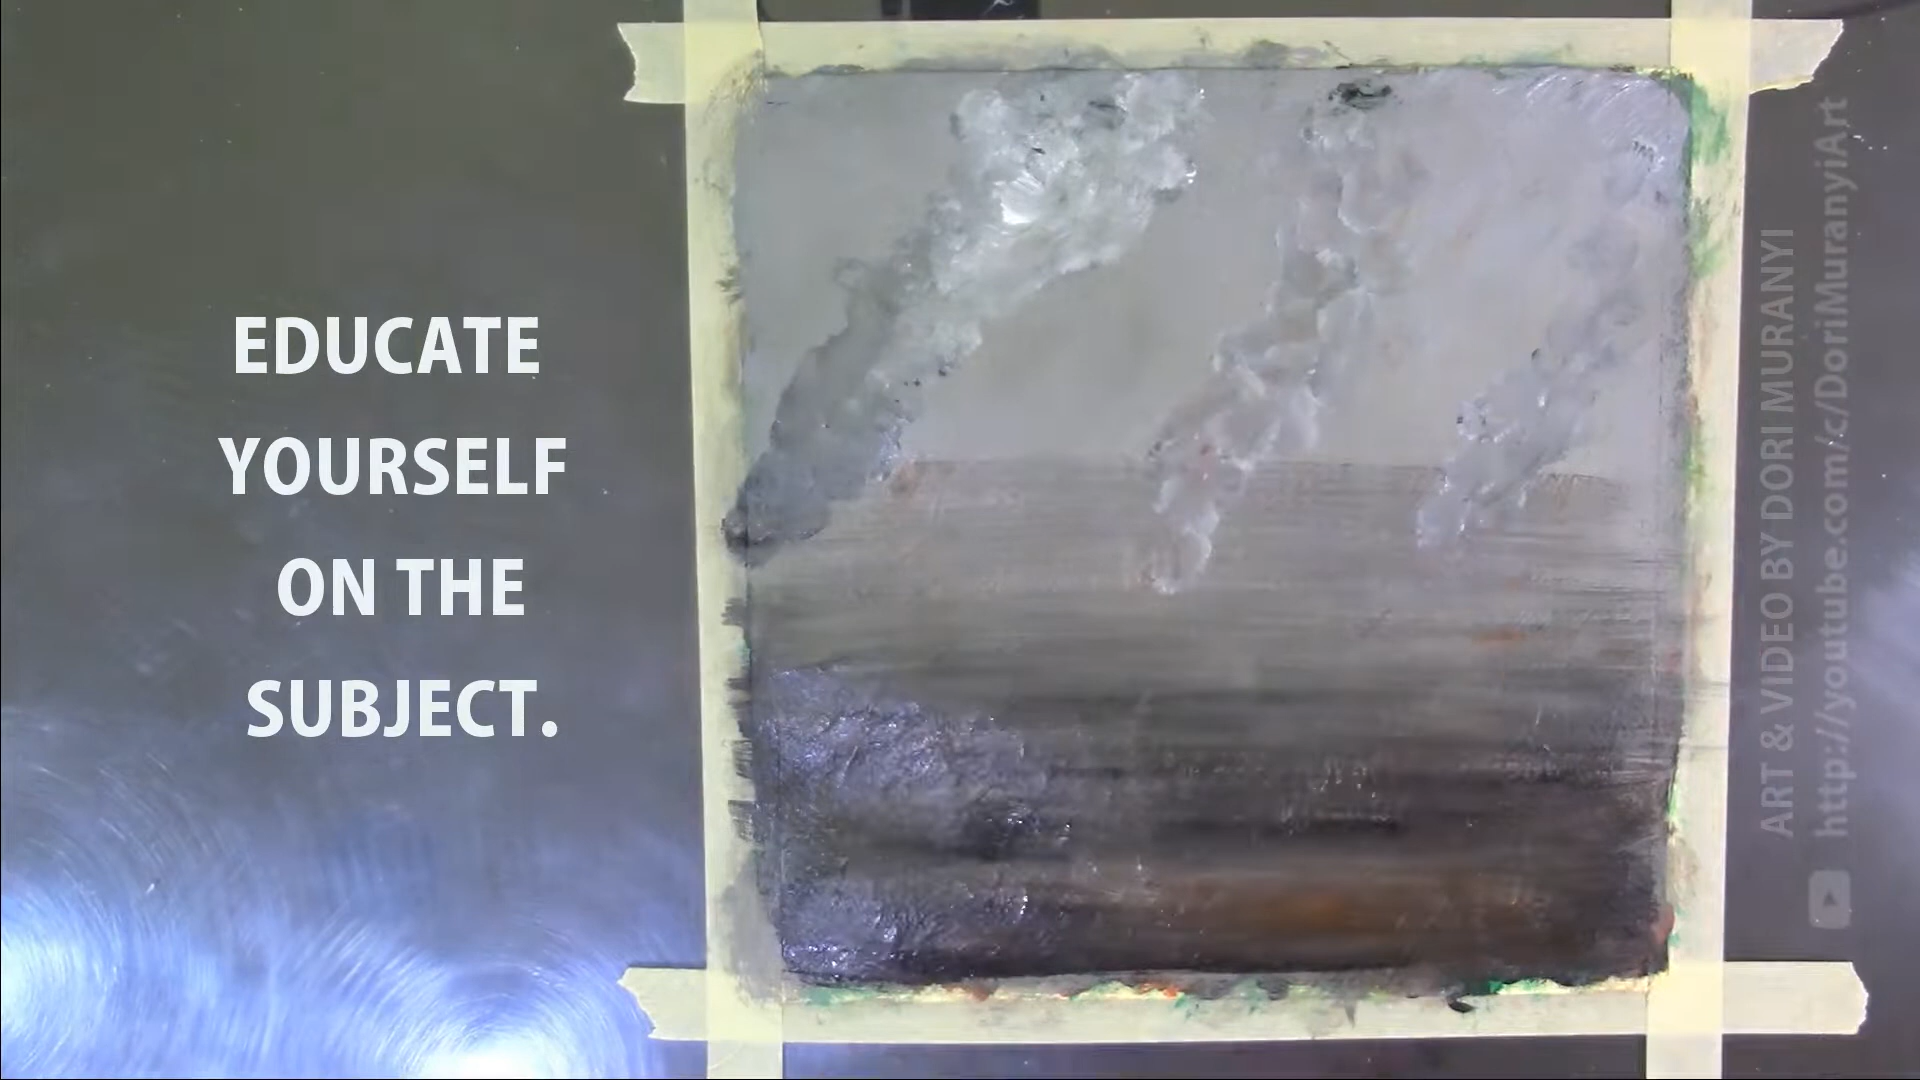 EDUCATE
YOURSELF
ON THE
SUBJECT.
ART & VIDEO BY DORI MURANYI
http://youtube.com/c/DoriMuranyiArt